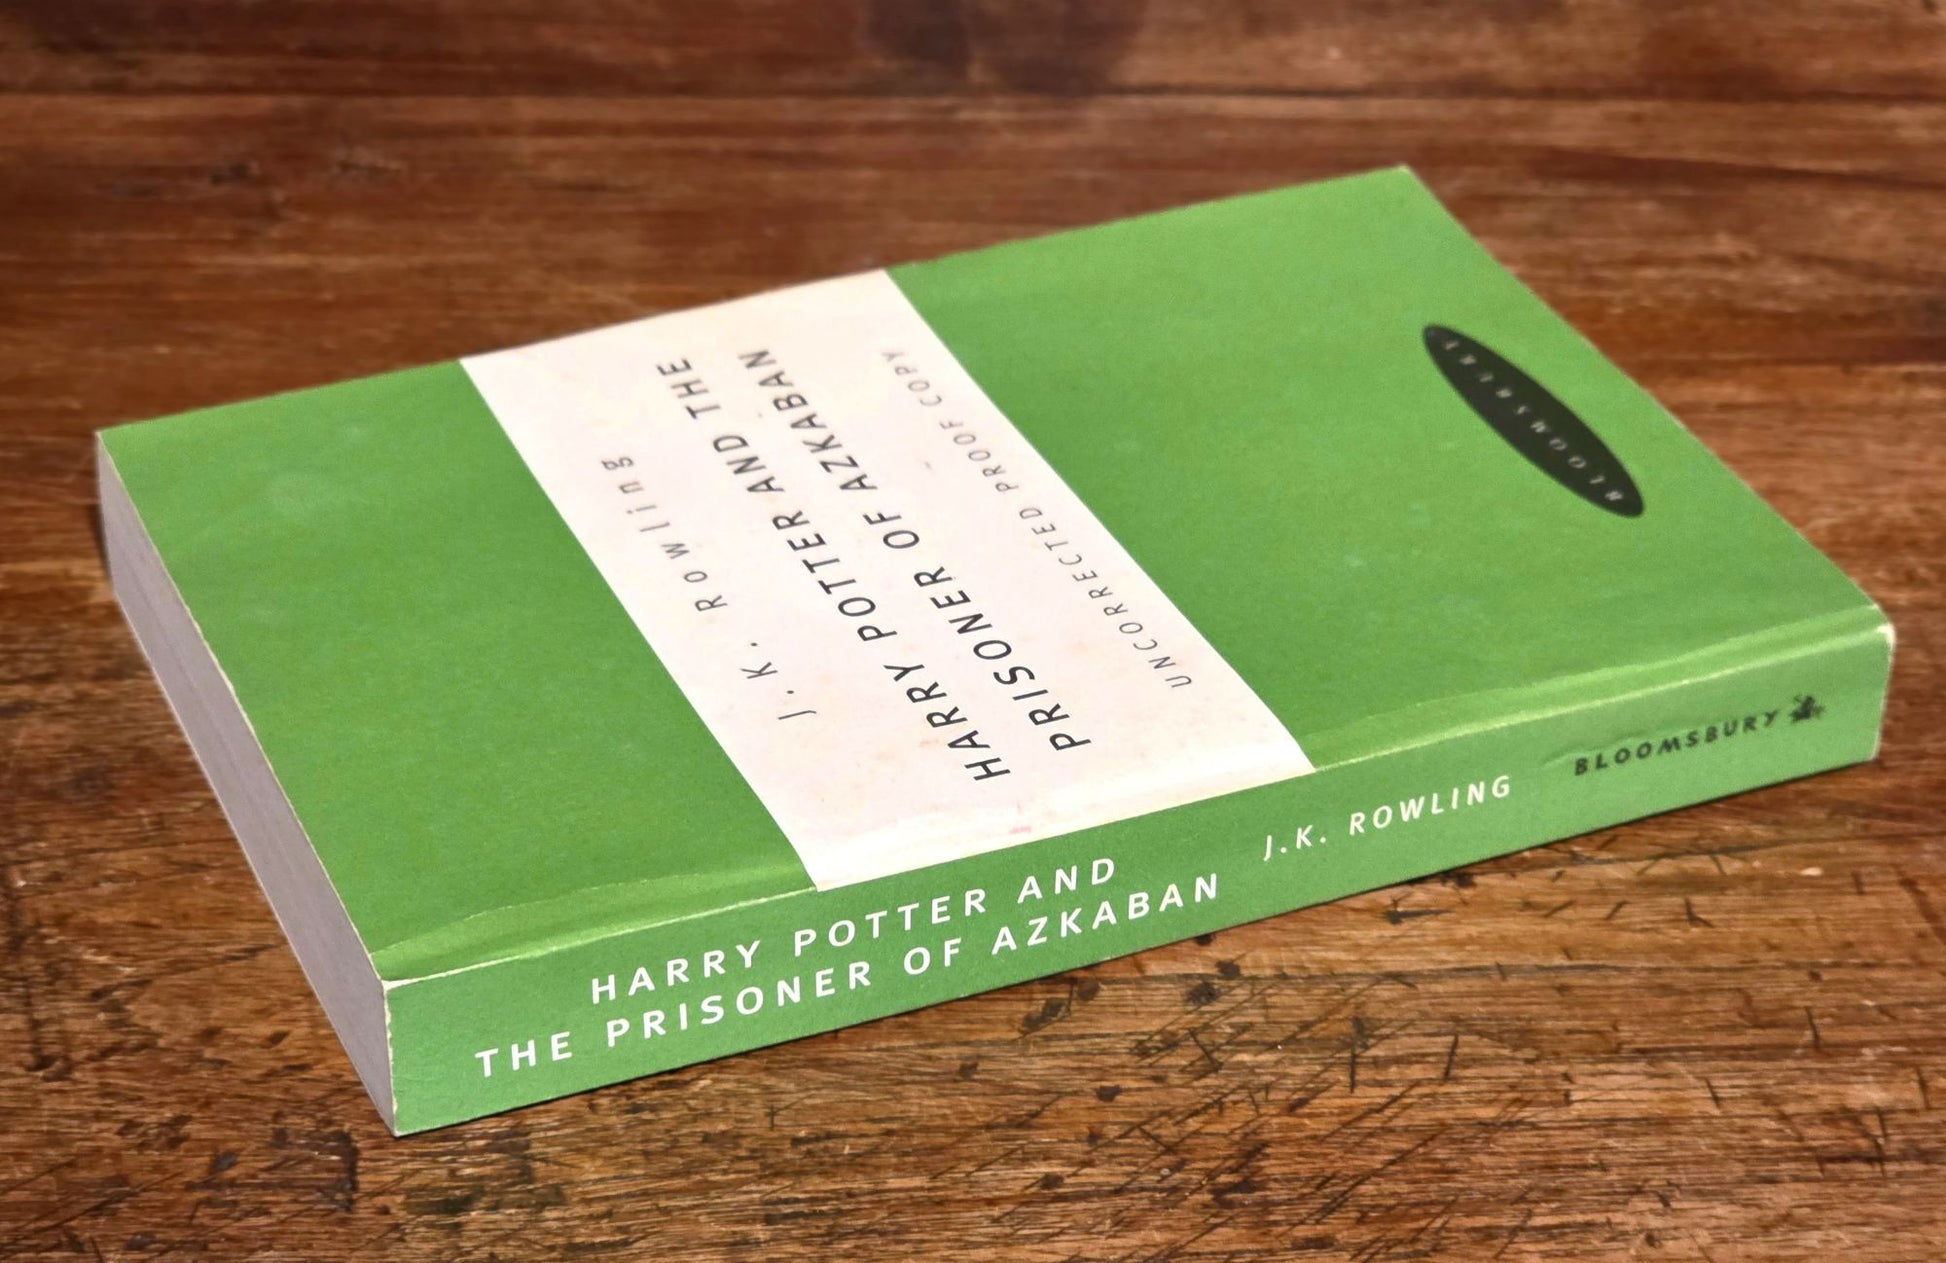 J. K. Rowling
HARRY POTTER AND THE
PRISONER OF AZKABAN
UNCORRECTED PROOF COPY
BLOOMSBURY
HARRY POTTER AND
THE PRISONER OF AZKABAN
J.K. ROWLING
BLOOMSBURY